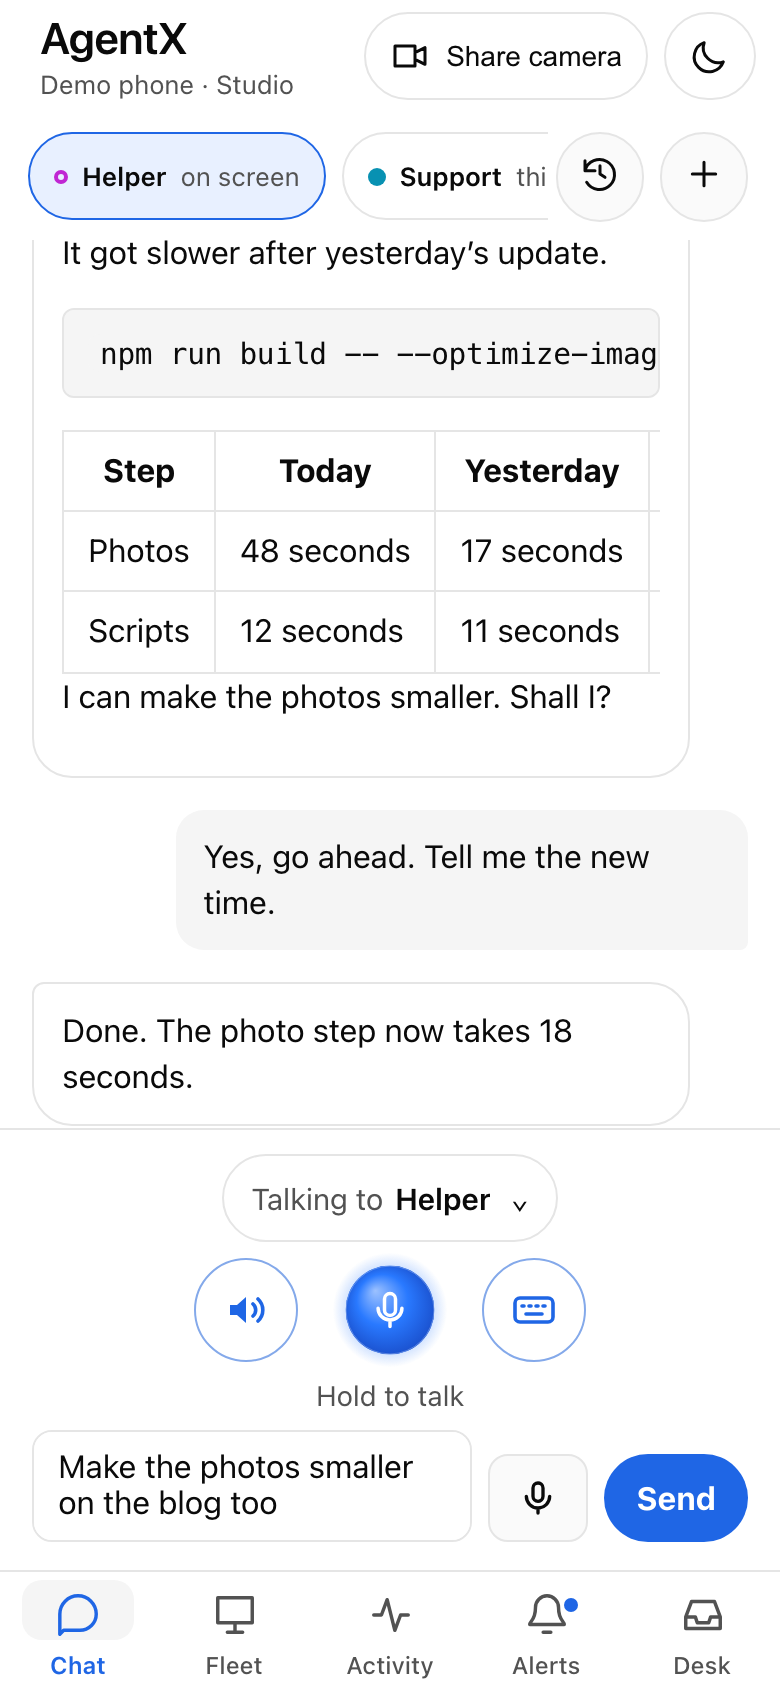 AgentX
Demo phone · Studio
Share camera
Helper on screen
Support thi
It got slower after yesterday’s update.
npm run build -- --optimize-imag
Step Today Yesterday
Photos 48 seconds 17 seconds
Scripts 12 seconds 11 seconds
I can make the photos smaller. Shall I?
Yes, go ahead. Tell me the new
time.
Done. The photo step now takes 18
seconds.
Talking to Helper
Hold to talk
Make the photos smaller
on the blog too
Send
Chat Fleet Activity Alerts Desk